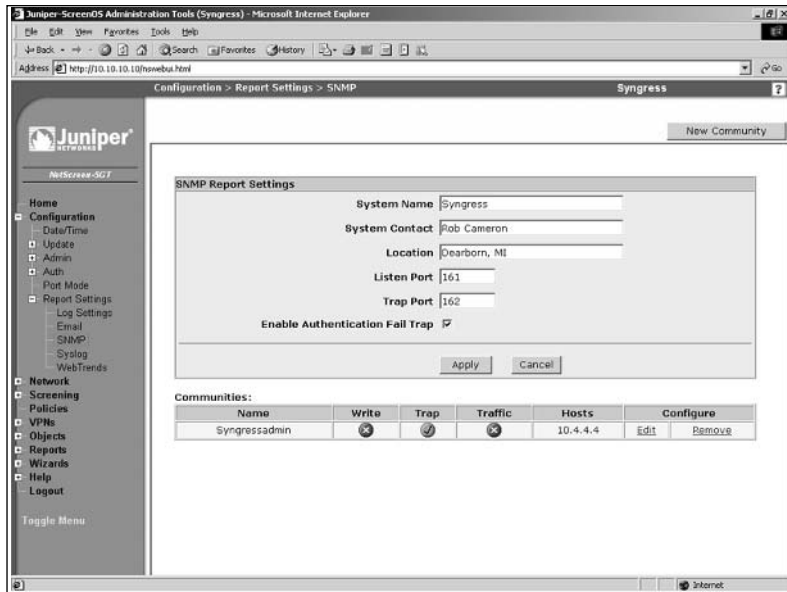 Juniper-ScreenOS Administration Tools (Syngress) - Microsoft Internet Explorer
File Edit View Favorites Tools Help
Back Search Favorites History
Address http://10.10.10.10/nswebui.html Go
Configuration > Report Settings > SNMP Syngress ?
Juniper
NETWORKS
NetScreen-5GT
New Community
Home
Configuration
Date/Time
Update
Admin
Auth
Port Mode
Report Settings
Log Settings
Email
SNMP
Syslog
WebTrends
Network
Screening
Policies
VPNs
Objects
Reports
Wizards
Help
Logout
Toggle Menu
SNMP Report Settings
System Name Syngress
System Contact Rob Cameron
Location Dearborn, MI
Listen Port 161
Trap Port 162
Enable Authentication Fail Trap
Apply Cancel
Communities:
Name Write Trap Traffic Hosts Configure
Syngressadmin 10.4.4.4 Edit Remove
Internet